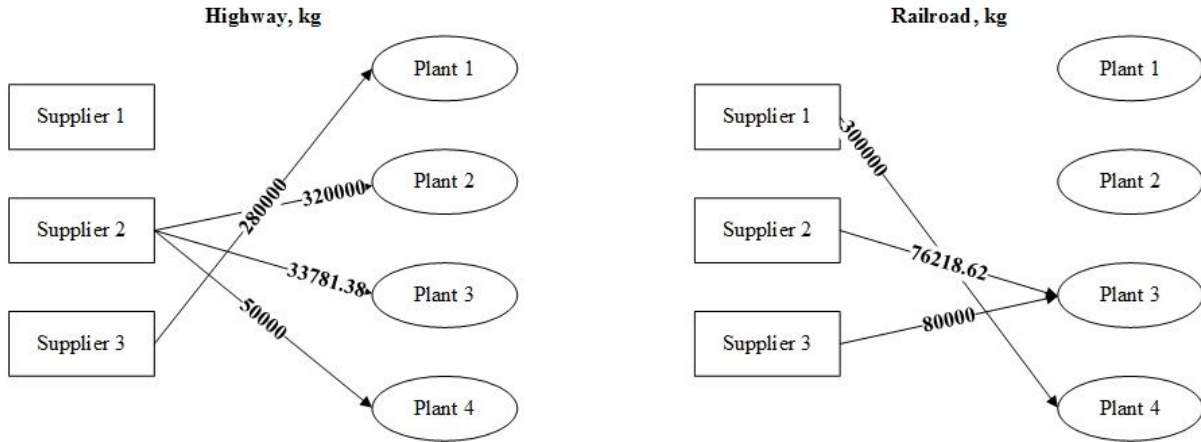 Highway, kg
Supplier 1
Supplier 2
Supplier 3
280000
320000
33781.38
50000
Plant 1
Plant 2
Plant 3
Plant 4
Railroad, kg
Supplier 1
Supplier 2
Supplier 3
300000
76218.62
80000
Plant 1
Plant 2
Plant 3
Plant 4